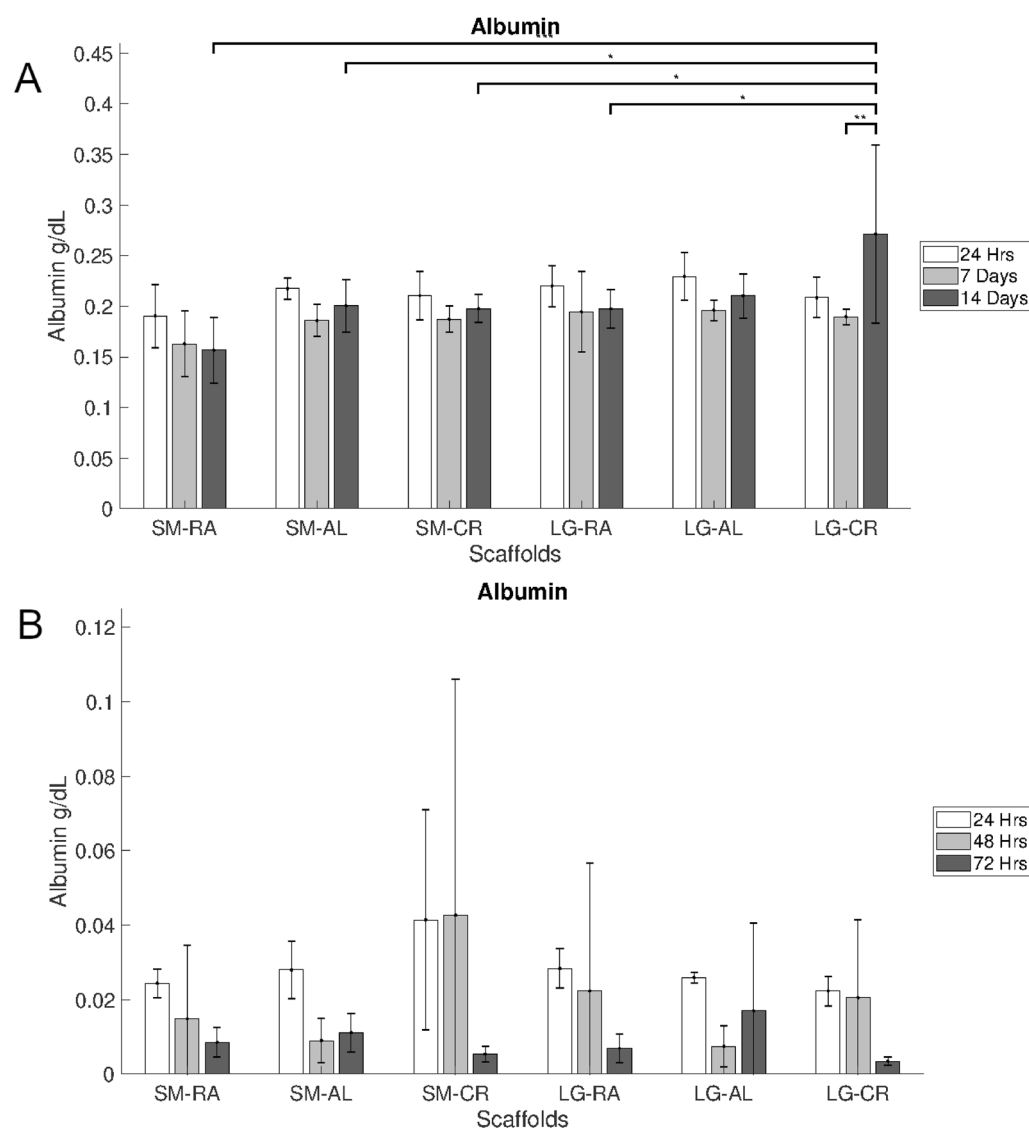 Albumin
A
0.45
0.4
0.35
0.3
0.25
0.2
0.15
0.1
0.05
0
Albumin g/dL
*
*
*
**
24 Hrs
7 Days
14 Days
SM-RA SM-AL SM-CR LG-RA LG-AL LG-CR
Scaffolds
Albumin
B
0.12
0.1
0.08
0.06
0.04
0.02
0
Albumin g/dL
24 Hrs
48 Hrs
72 Hrs
SM-RA SM-AL SM-CR LG-RA LG-AL LG-CR
Scaffolds